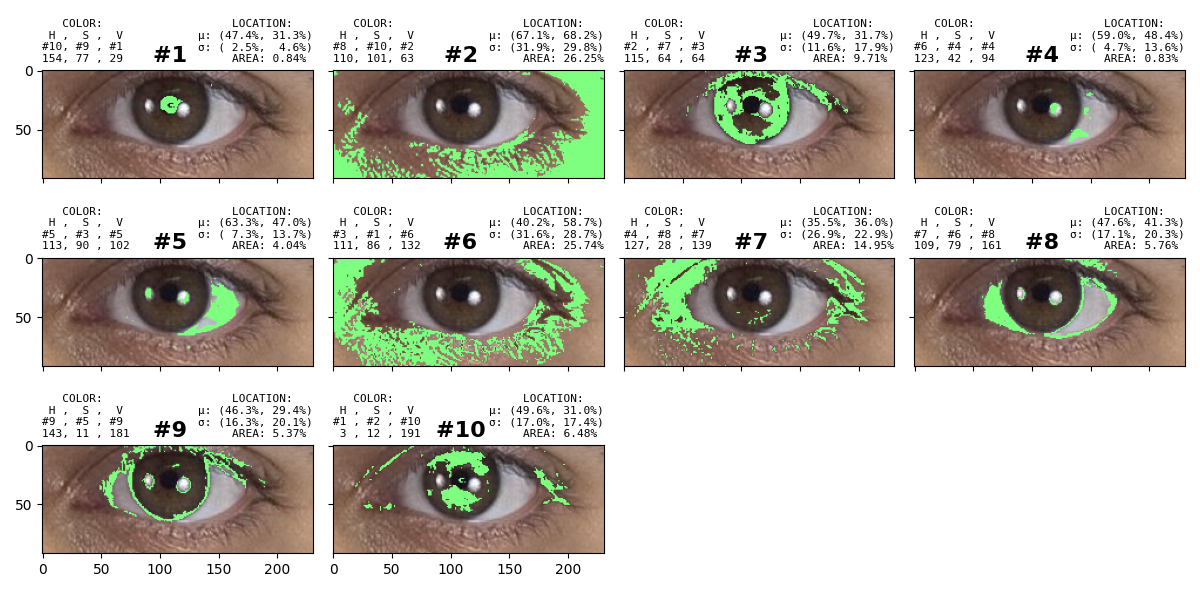 COLOR: LOCATION:
H , S , V μ: (47.4%, 31.3%)
#10, #9 , #1 σ: ( 2.5%, 4.6%)
154, 77 , 29 #1 AREA: 0.84%
COLOR: LOCATION:
H , S , V μ: (67.1%, 68.2%)
#8 , #10, #2 σ: (31.9%, 29.8%)
110, 101, 63 #2 AREA: 26.25%
COLOR: LOCATION:
H , S , V μ: (49.7%, 31.7%)
#2 , #7 , #3 σ: (11.6%, 17.9%)
115, 64 , 64 #3 AREA: 9.71%
COLOR: LOCATION:
H , S , V μ: (59.0%, 48.4%)
#6 , #4 , #4 σ: ( 4.7%, 13.6%)
123, 42 , 94 #4 AREA: 0.83%
0
50
COLOR: LOCATION:
H , S , V μ: (63.3%, 47.0%)
#5 , #3 , #5 σ: ( 7.3%, 13.7%)
113, 90 , 102 #5 AREA: 4.04%
COLOR: LOCATION:
H , S , V μ: (40.2%, 58.7%)
#3 , #1 , #6 σ: (31.6%, 28.7%)
111, 86 , 132 #6 AREA: 25.74%
COLOR: LOCATION:
H , S , V μ: (35.5%, 36.0%)
#4 , #8 , #7 σ: (26.9%, 22.9%)
127, 28 , 139 #7 AREA: 14.95%
COLOR: LOCATION:
H , S , V μ: (47.6%, 41.3%)
#7 , #6 , #8 σ: (17.1%, 20.3%)
109, 79 , 161 #8 AREA: 5.76%
0
50
COLOR: LOCATION:
H , S , V μ: (46.3%, 29.4%)
#9 , #5 , #9 σ: (16.3%, 20.1%)
143, 11 , 181 #9 AREA: 5.37%
COLOR: LOCATION:
H , S , V μ: (49.6%, 31.0%)
#1 , #2 , #10 σ: (17.0%, 17.4%)
3 , 12 , 191 #10 AREA: 6.48%
0
50
0 50 100 150 200
0 50 100 150 200